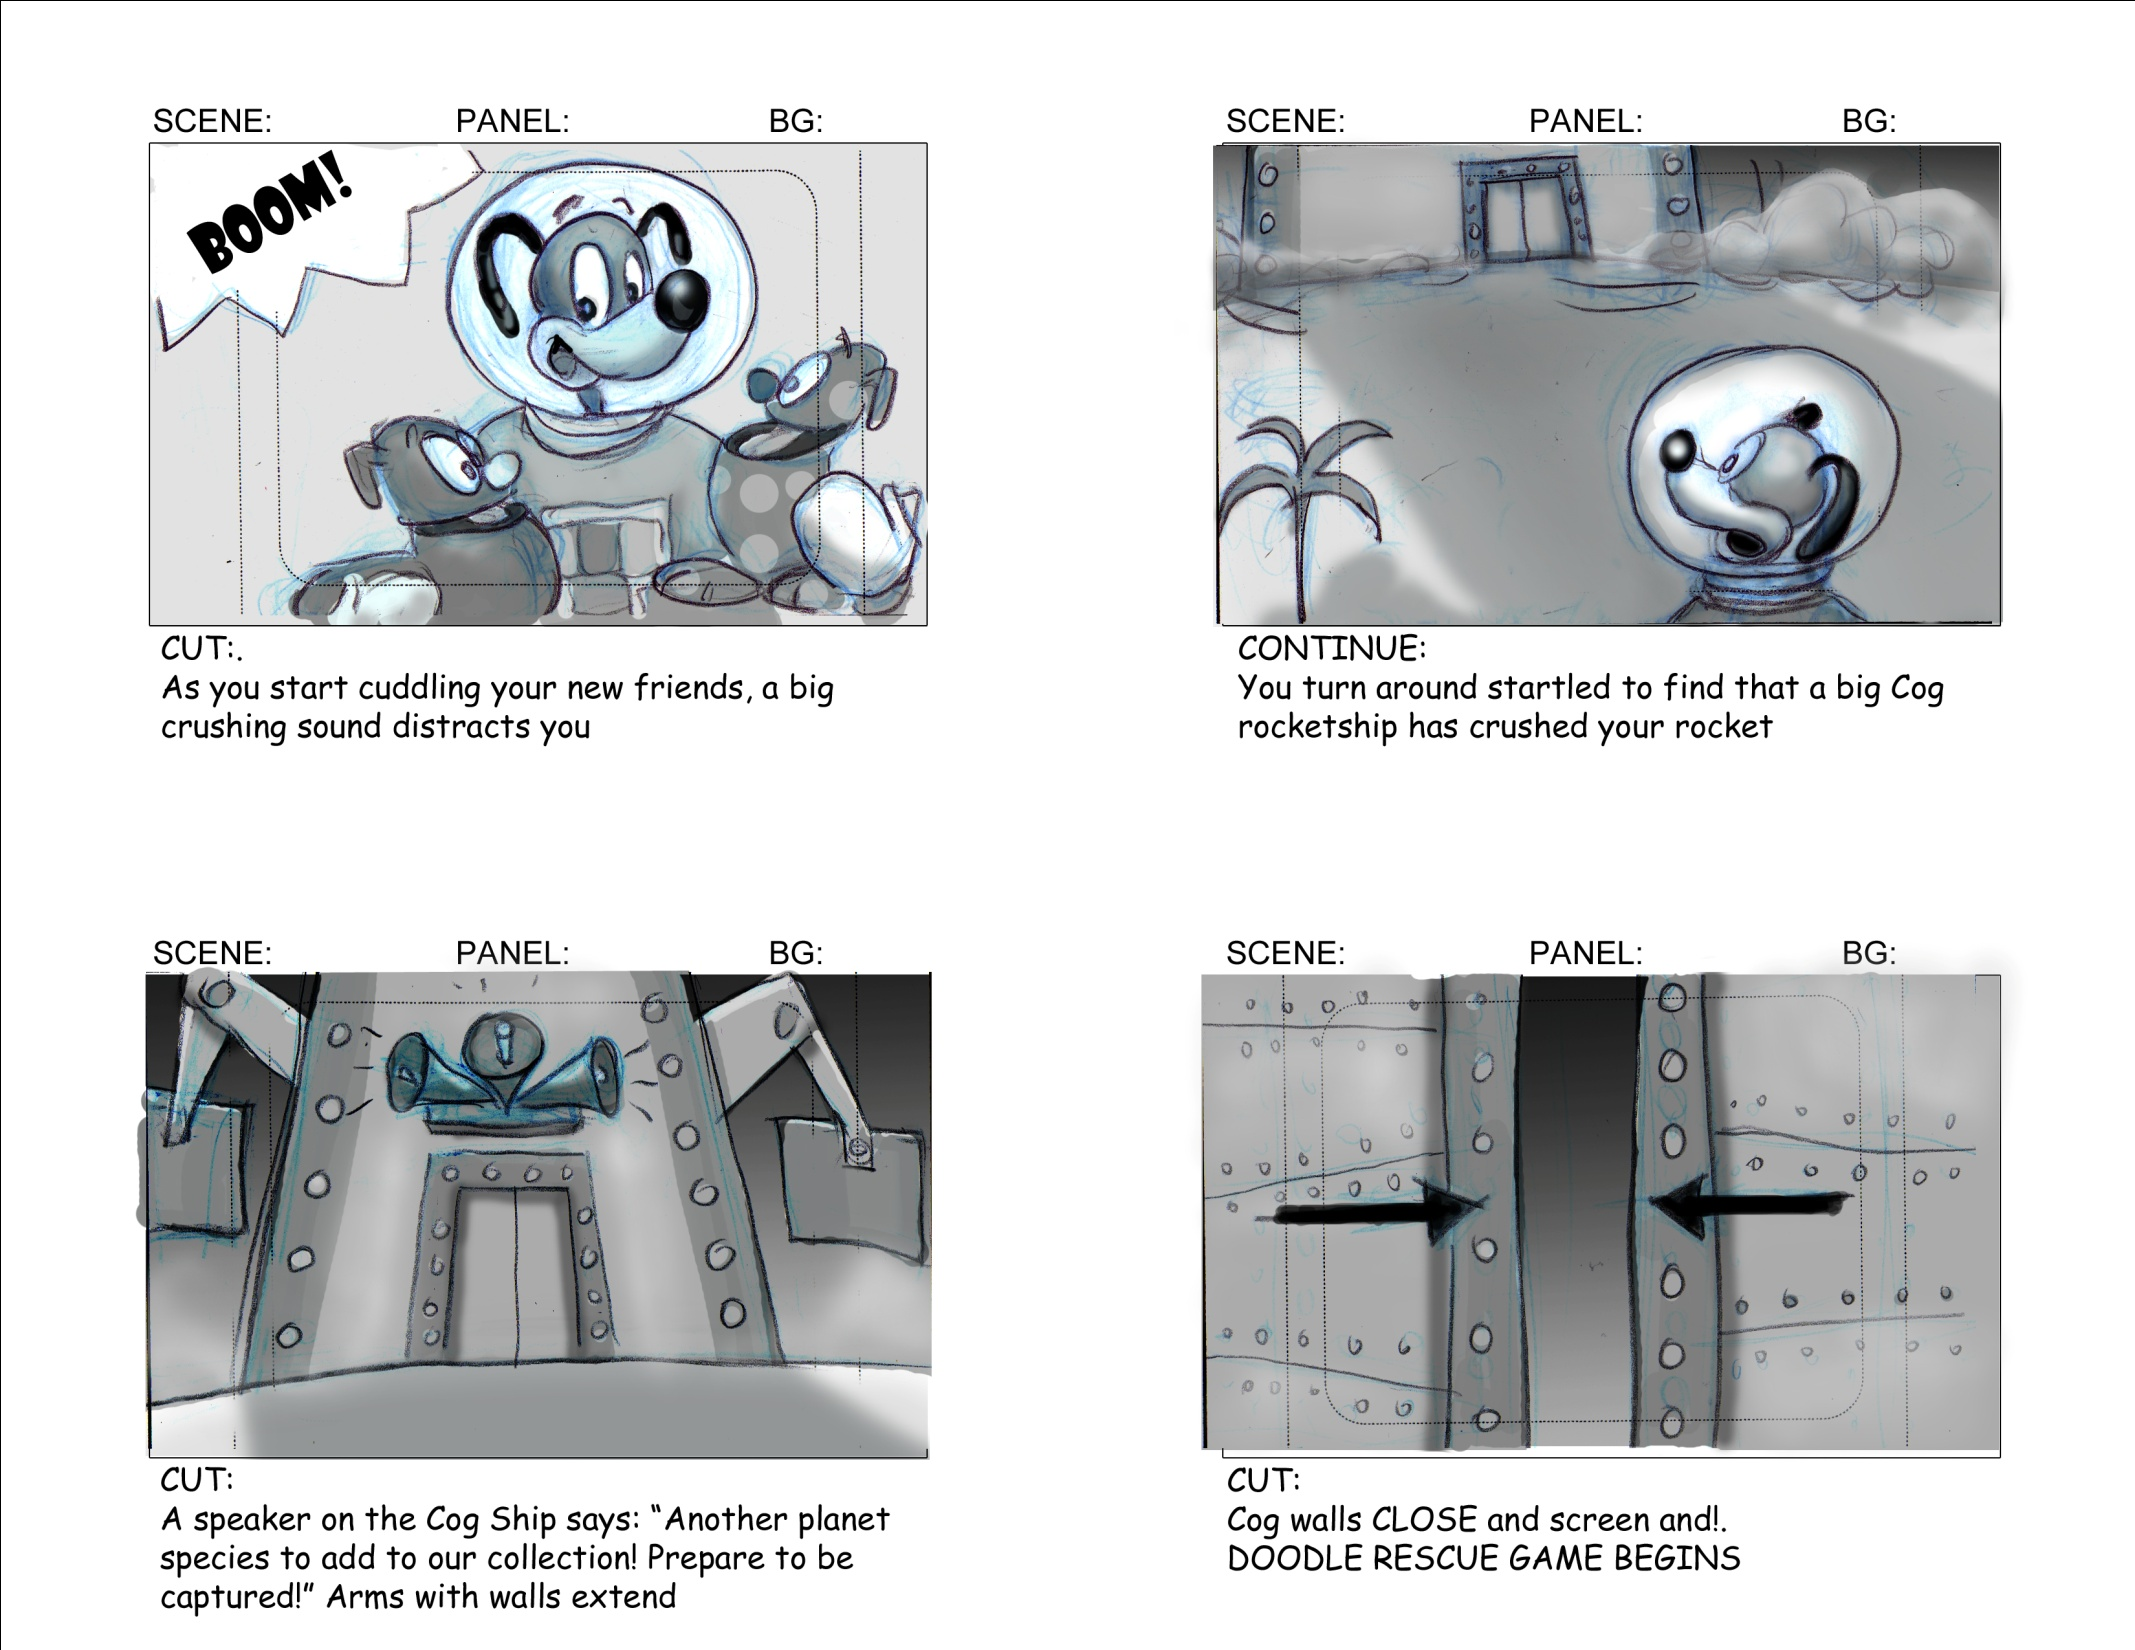 SCENE: PANEL: BG:
BOOM!
CUT:.
As you start cuddling your new friends, a big
crushing sound distracts you
SCENE: PANEL: BG:
CONTINUE:
You turn around startled to find that a big Cog
rocketship has crushed your rocket
SCENE: PANEL: BG:
CUT:
A speaker on the Cog Ship says: “Another planet
species to add to our collection! Prepare to be
captured!” Arms with walls extend
SCENE: PANEL: BG:
CUT:
Cog walls CLOSE and screen and!.
DOODLE RESCUE GAME BEGINS